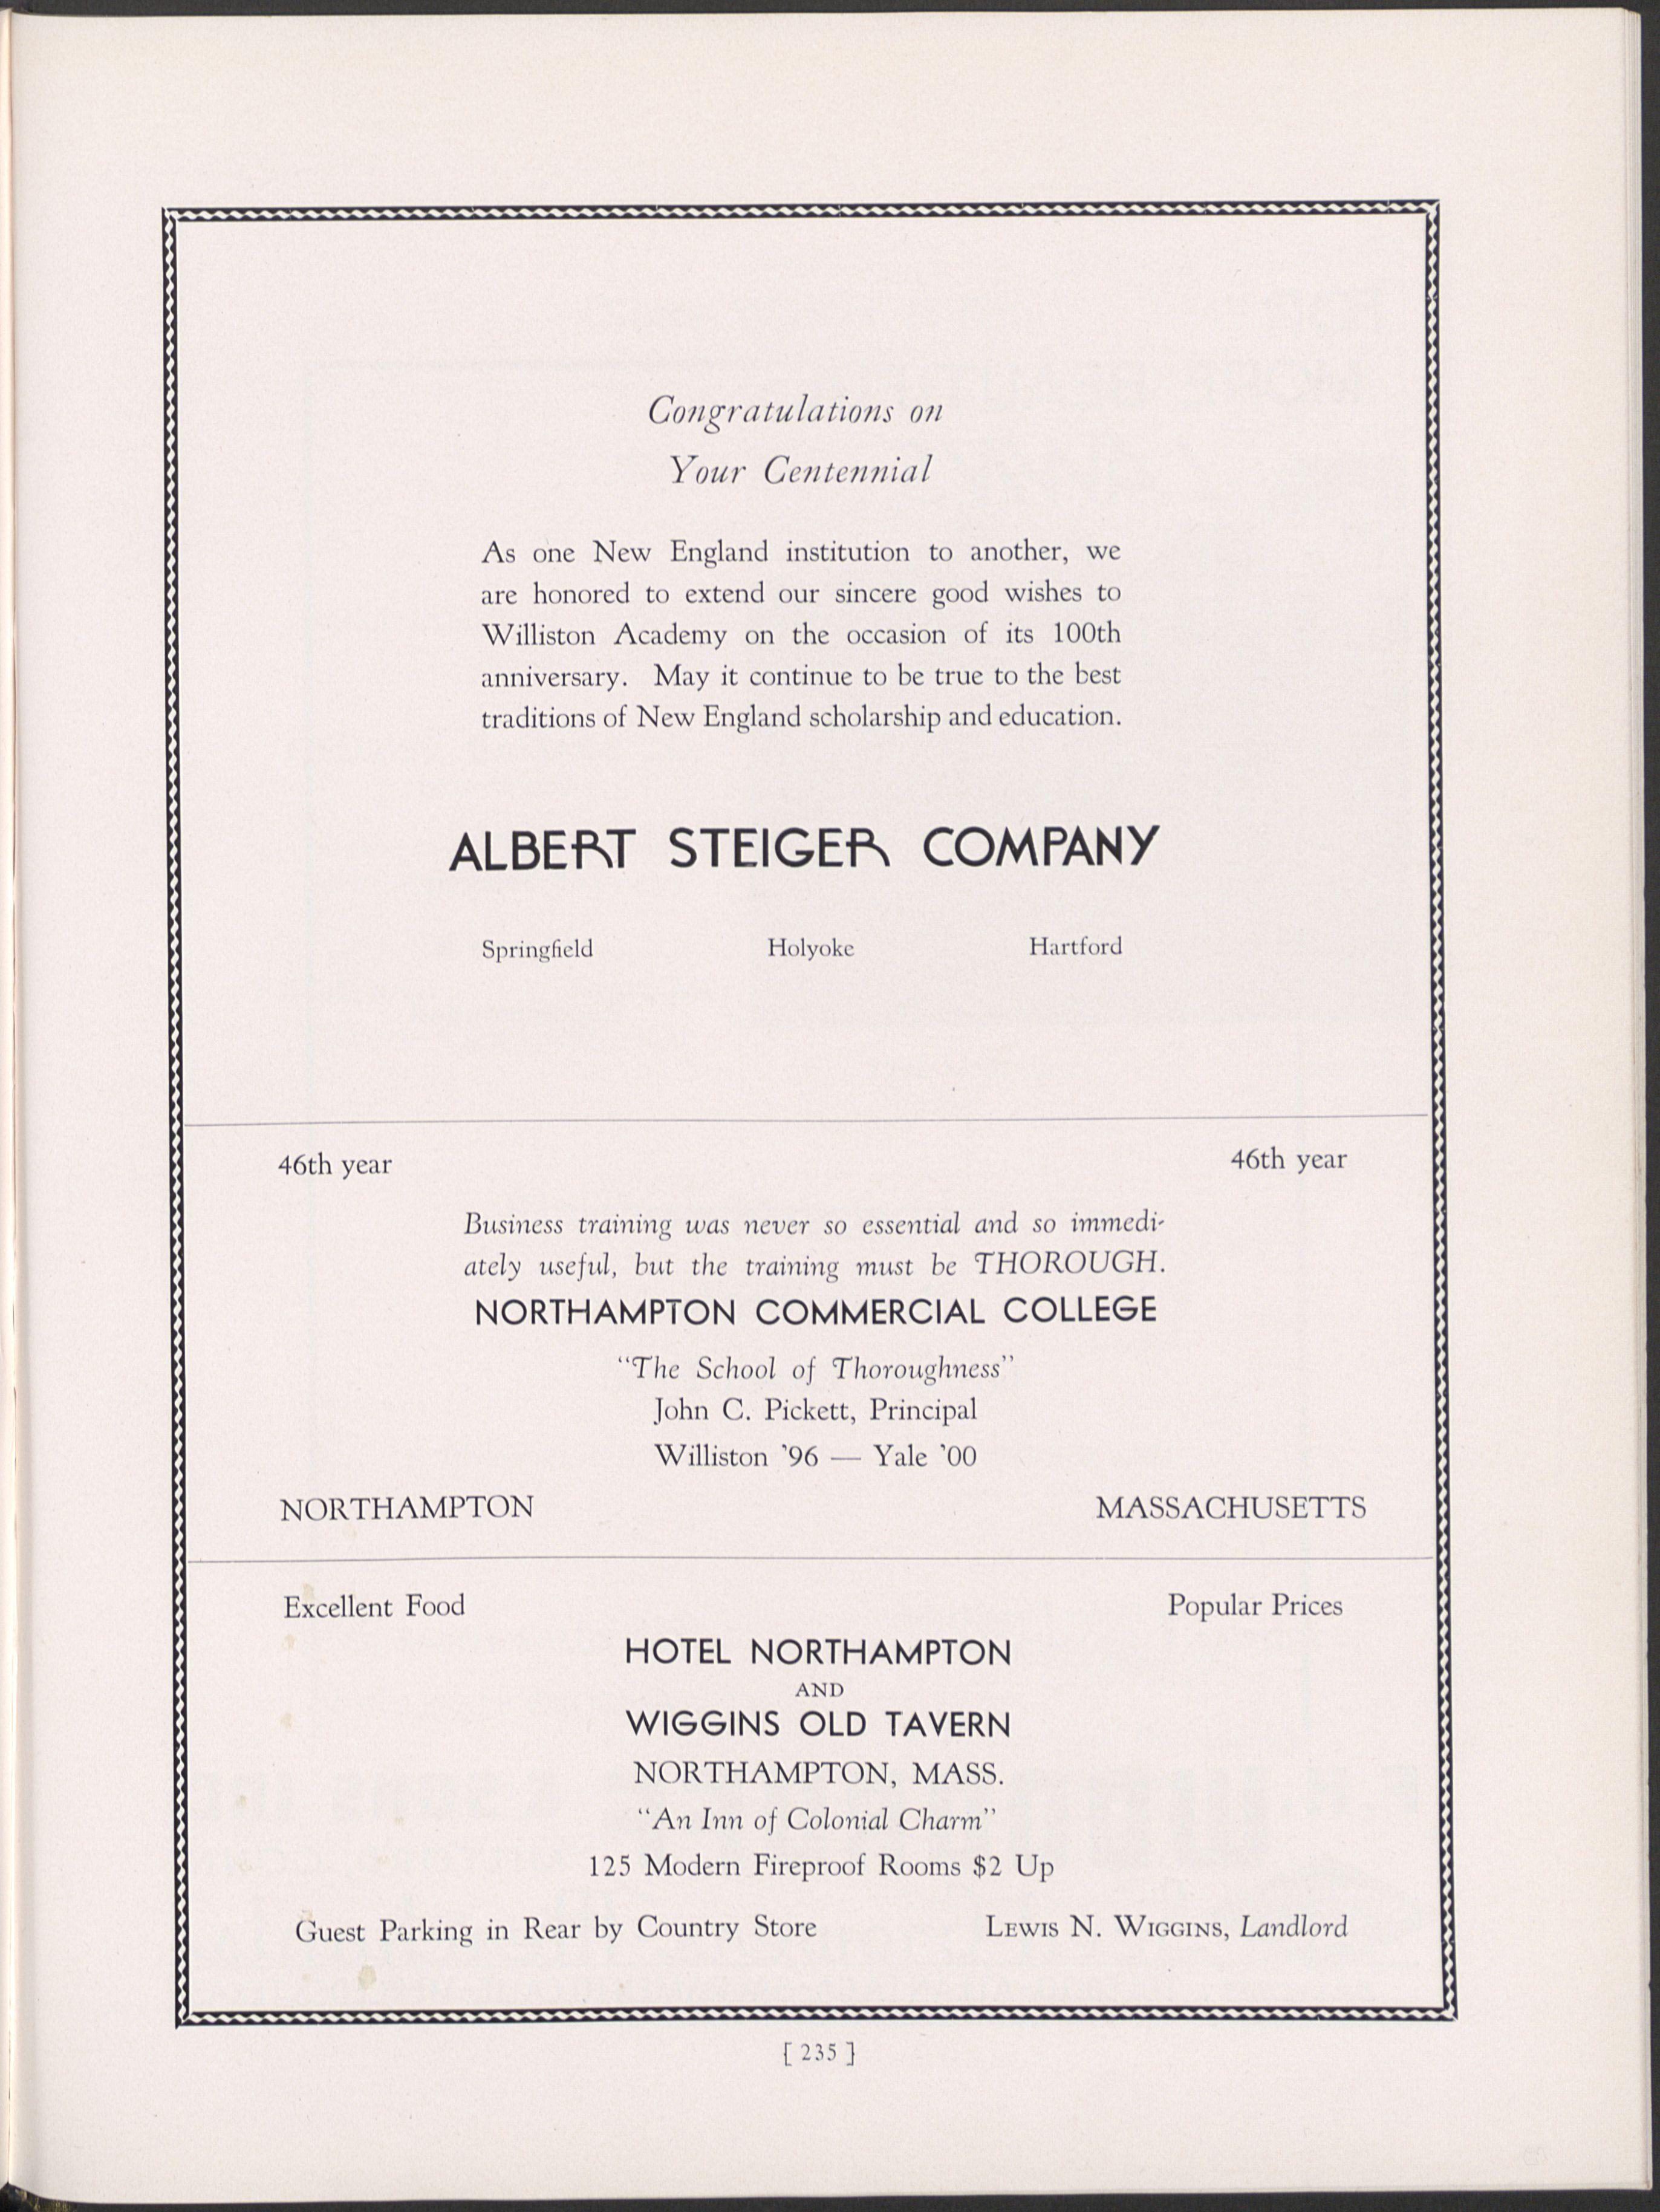 Congratulations on
Your Centennial
As one New England institution to another, we
are honored to extend our sincere good wishes to
Williston Academy on the occasion of its 100th
anniversary. May it continue to be true to the best
traditions of New England scholarship and education.
ALBERT STEIGER COMPANY
Springfield Holyoke Hartford
46th year 46th year
Business training was never so essential and so immedi-
ately useful, but the training must be THOROUGH.
NORTHAMPTON COMMERCIAL COLLEGE
“The School of Thoroughness”
John C. Pickett, Principal
Williston ’96 — Yale ’00
NORTHAMPTON MASSACHUSETTS
Excellent Food Popular Prices
HOTEL NORTHAMPTON
AND
WIGGINS OLD TAVERN
NORTHAMPTON, MASS.
“An Inn of Colonial Charm”
125 Modern Fireproof Rooms $2 Up
Guest Parking in Rear by Country Store LEWIS N. WIGGINS, Landlord
[ 235 ]